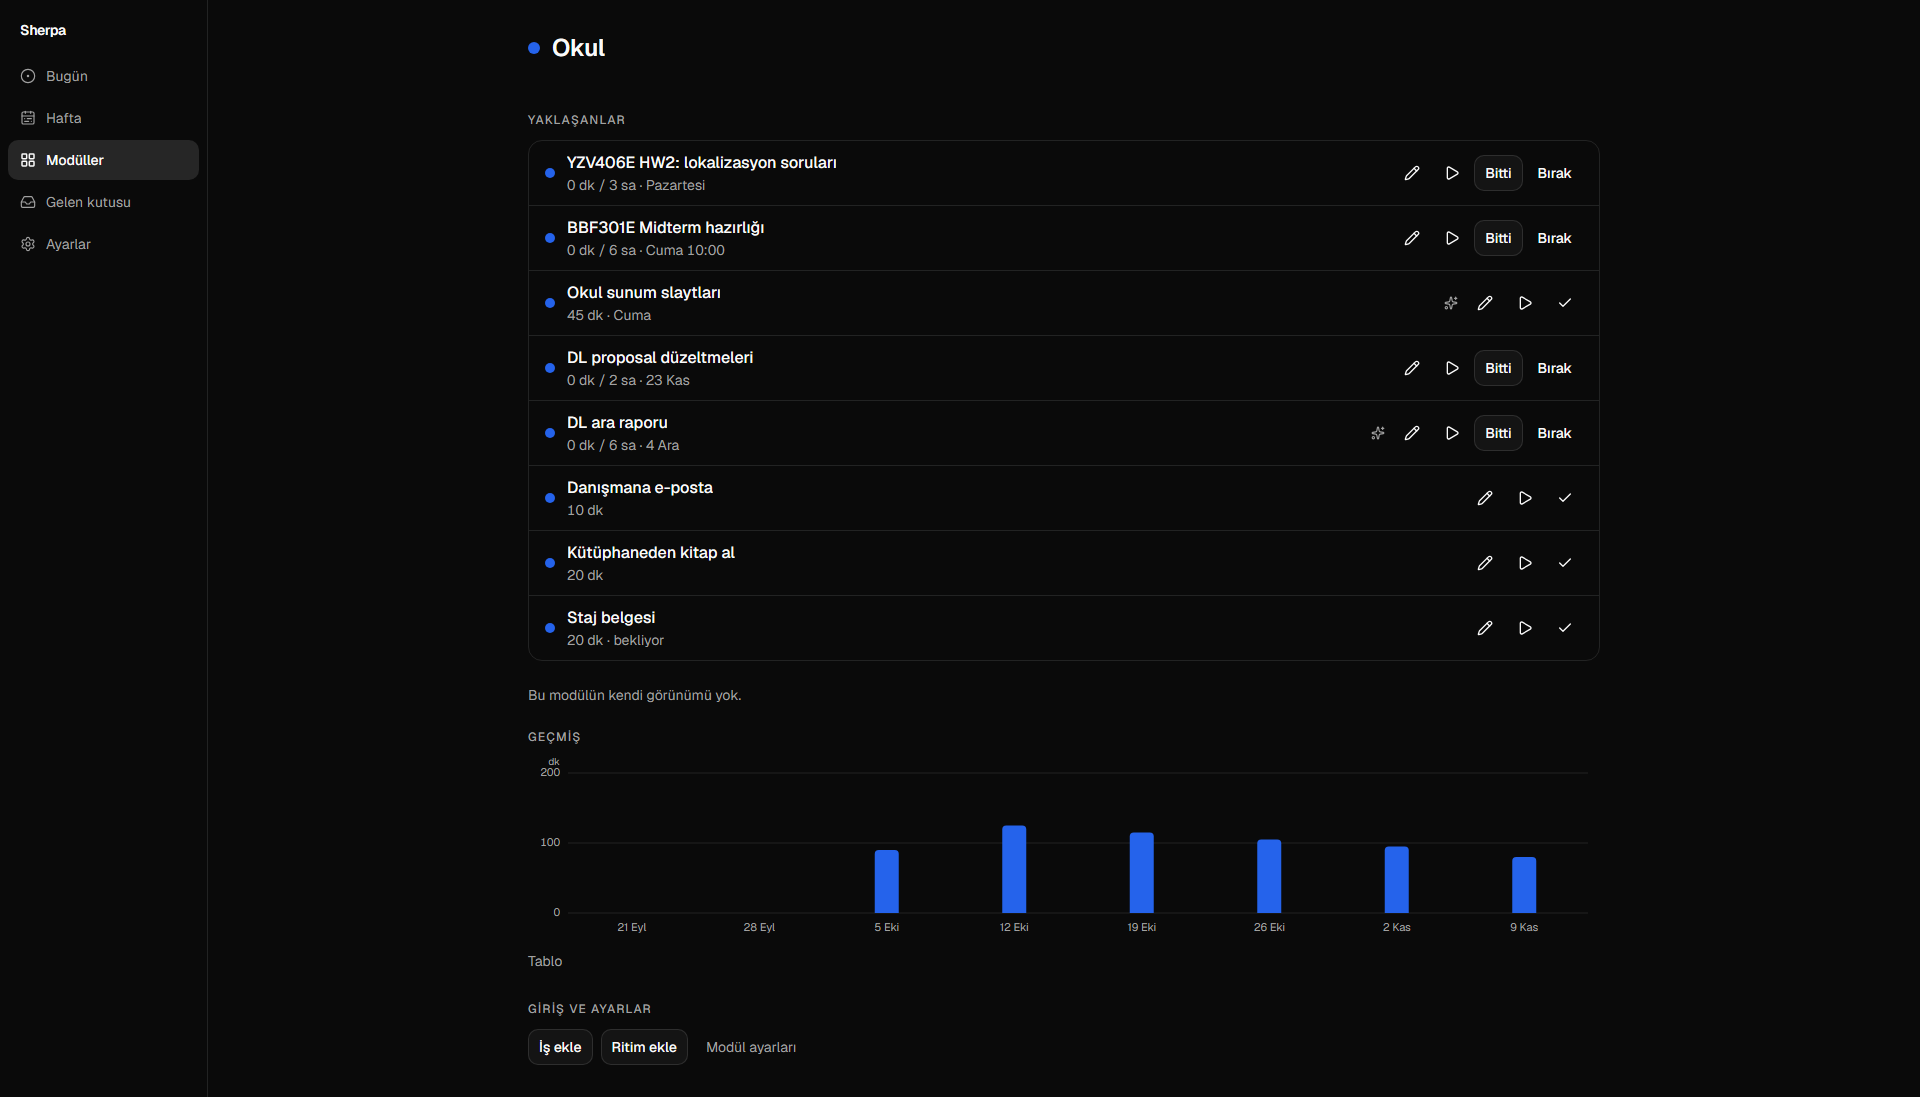 Sherpa
Bugün
Hafta
Modüller
Gelen kutusu
Ayarlar
Okul
YAKLAŞANLAR
YZV406E HW2: lokalizasyon soruları
0 dk / 3 sa · Pazartesi
Bitti
Bırak
BBF301E Midterm hazırlığı
0 dk / 6 sa · Cuma 10:00
Bitti
Bırak
Okul sunum slaytları
45 dk · Cuma
DL proposal düzeltmeleri
0 dk / 2 sa · 23 Kas
Bitti
Bırak
DL ara raporu
0 dk / 6 sa · 4 Ara
Bitti
Bırak
Danışmana e-posta
10 dk
Kütüphaneden kitap al
20 dk
Staj belgesi
20 dk · bekliyor
Bu modülün kendi görünümü yok.
GEÇMİŞ
dk
200
100
0
21 Eyl
28 Eyl
5 Eki
12 Eki
19 Eki
26 Eki
2 Kas
9 Kas
Tablo
GİRİŞ VE AYARLAR
İş ekle
Ritim ekle
Modül ayarları